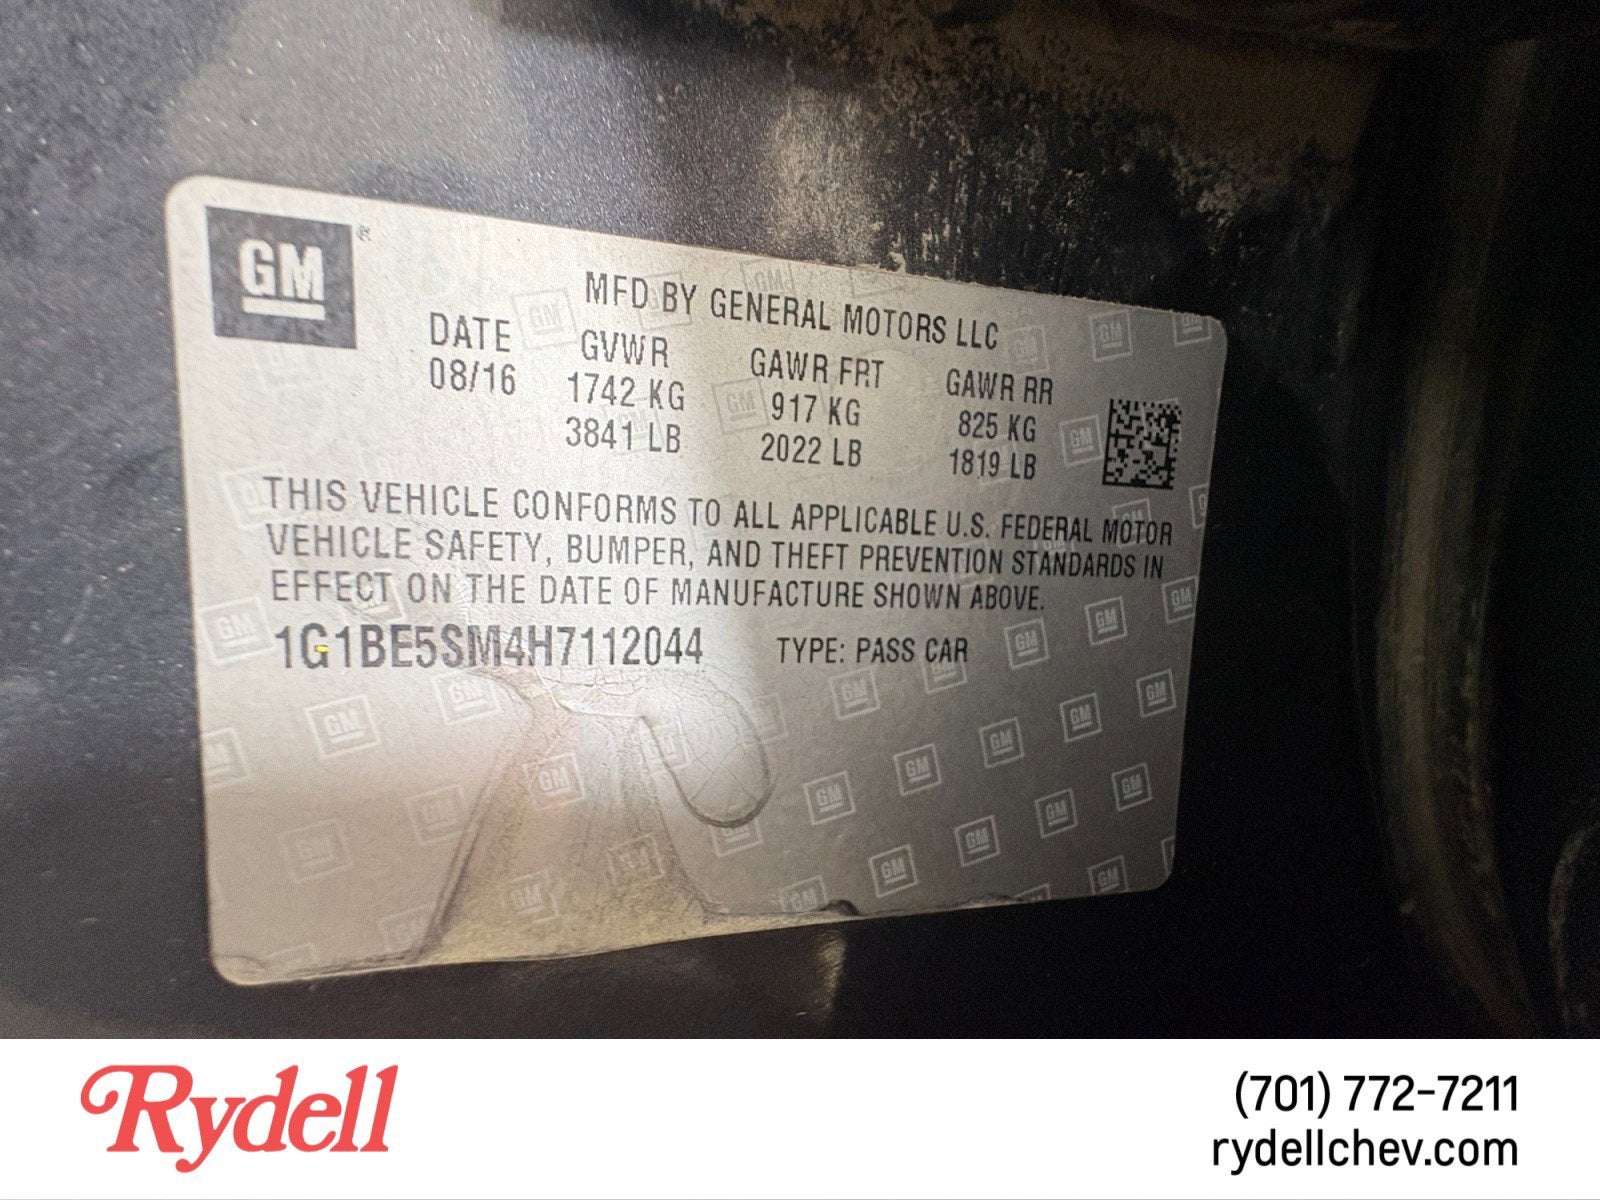 GM
MFD BY GENERAL MOTORS LLC
DATE GVWR GAWR FRT GAWR RR
08/16 1742 KG 917 KG 825 KG
3841 LB 2022 LB 1819 LB
THIS VEHICLE CONFORMS TO ALL APPLICABLE U.S. FEDERAL MOTOR
VEHICLE SAFETY, BUMPER, AND THEFT PREVENTION STANDARDS IN
EFFECT ON THE DATE OF MANUFACTURE SHOWN ABOVE.
1G1BE5SM4H7112044 TYPE: PASS CAR
Rydell
(701) 772-7211
rydellchev.com